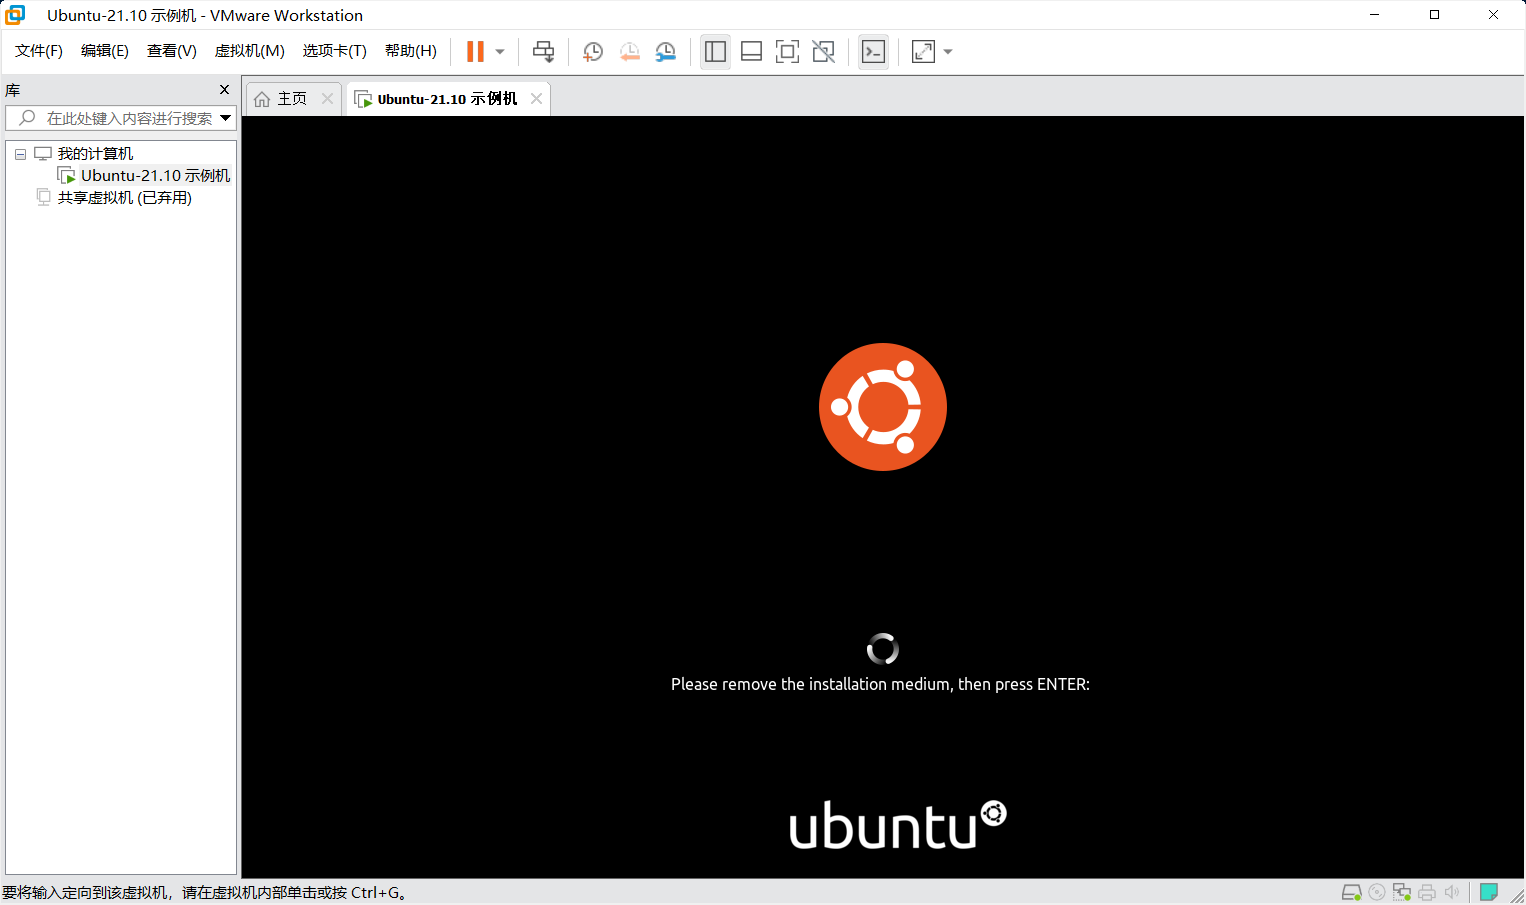 Ubuntu-21.10 示例机 - VMware Workstation
文件(F) 编辑(E) 查看(V) 虚拟机(M) 选项卡(T) 帮助(H)
库
主页
Ubuntu-21.10 示例机
在此处键入内容进行搜索
我的计算机
Ubuntu-21.10 示例机
共享虚拟机 (已弃用)
Please remove the installation medium, then press ENTER:
ubuntu
要将输入定向到该虚拟机，请在虚拟机内部单击或按 Ctrl+G。